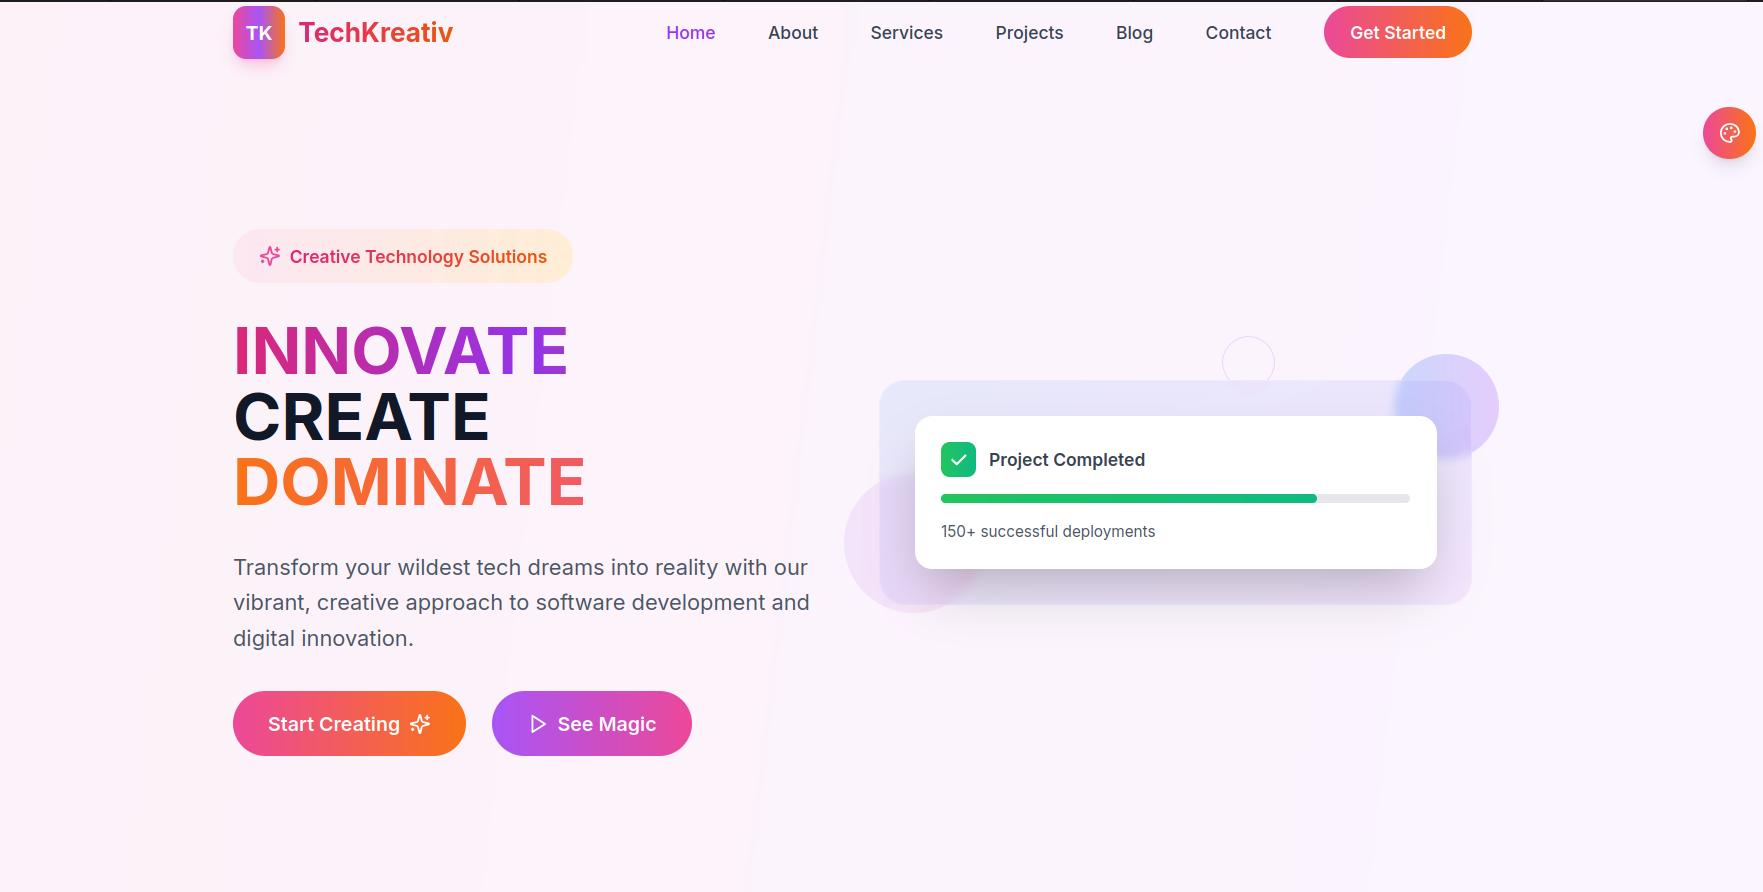 TK TechKreativ Home About Services Projects Blog Contact Get Started
Creative Technology Solutions
INNOVATE
CREATE
DOMINATE
Transform your wildest tech dreams into reality with our
vibrant, creative approach to software development and
digital innovation.
Start Creating See Magic
Project Completed
150+ successful deployments